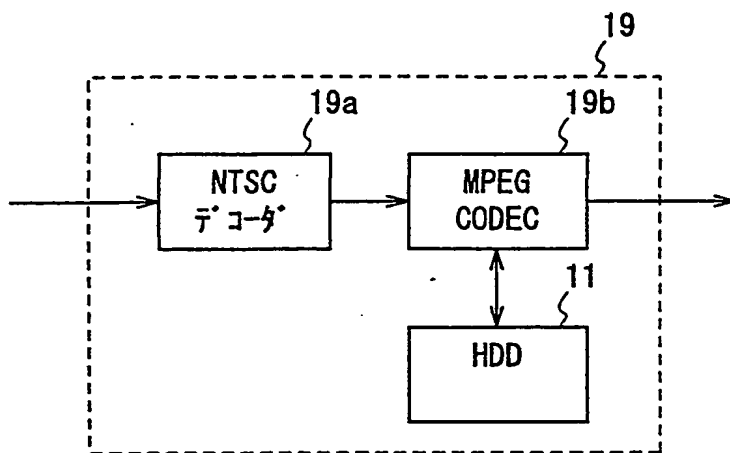 19
19a
19b
NTSC
デコーダ
MPEG
CODEC
11
HDD